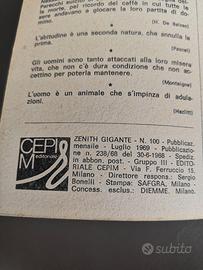 Parecchi sorsi del caffè in cui tutte le
sere andavano a giocare la loro partita di
domino.
(H. De Balzac)
L'abitudine è una seconda natura, che annulla
la prima.
(Pascal)
Gli uomini sono tanto attaccati alla loro misera
vita, che non c'è dura condizione che non ac-
cettino per poterla mantenere.
(Montaigne)
L'uomo è un animale che s'impinza di adula-
zioni.
(Hazlitt)
CEPIM
editoriale
ZENITH GIGANTE - N. 100 - Pubblicaz.
mensile - Luglio 1969 - Pubblicazio-
ne n. 238/68 del 30-6-1968 - Spediz.
in abbon. post. - Gruppo III - EDITO-
RIALE CEPIM - Via F. Ferruccio 15,
Milano - Direttore respons.: Sergio
Bonelli - Stampa: SAFGRA, Milano -
Concess. esclus.: DIEMME, Milano.
subito.it